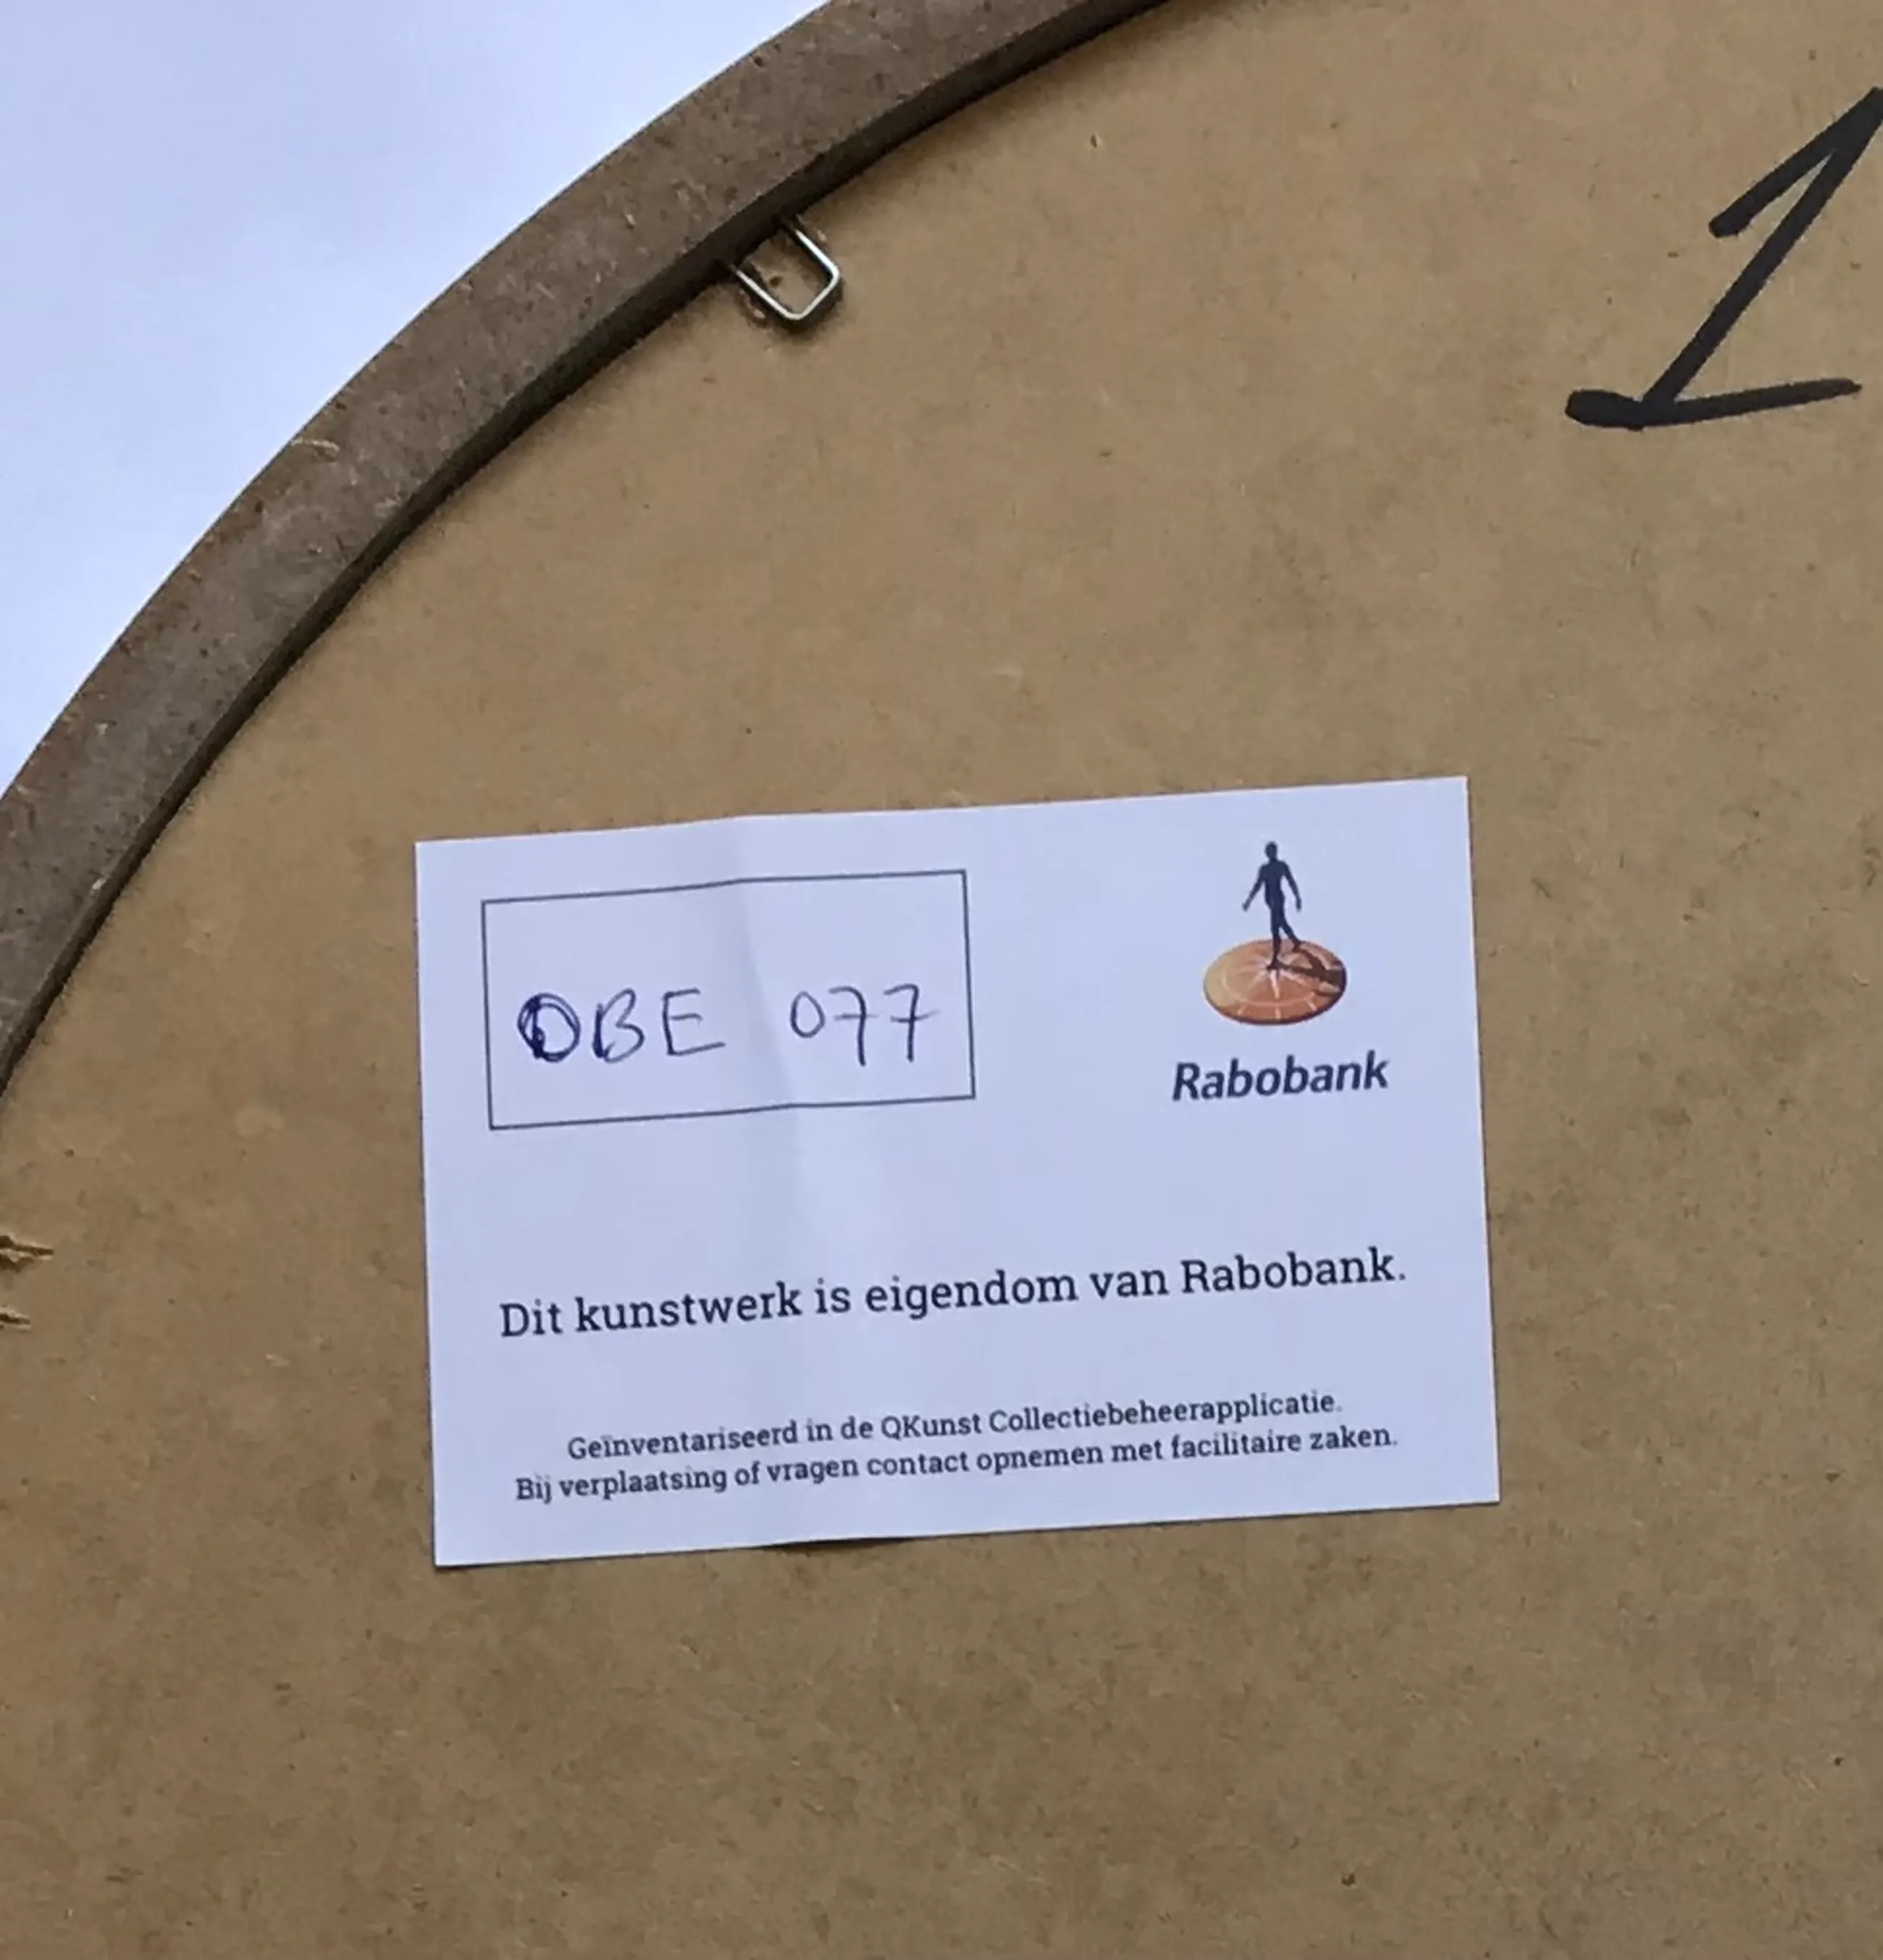 1
OBE 077
Rabobank
Dit kunstwerk is eigendom van Rabobank.
Geïnventariseerd in de QKunst Collectiebeheerapplicatie.
Bij verplaatsing of vragen contact opnemen met facilitaire zaken.